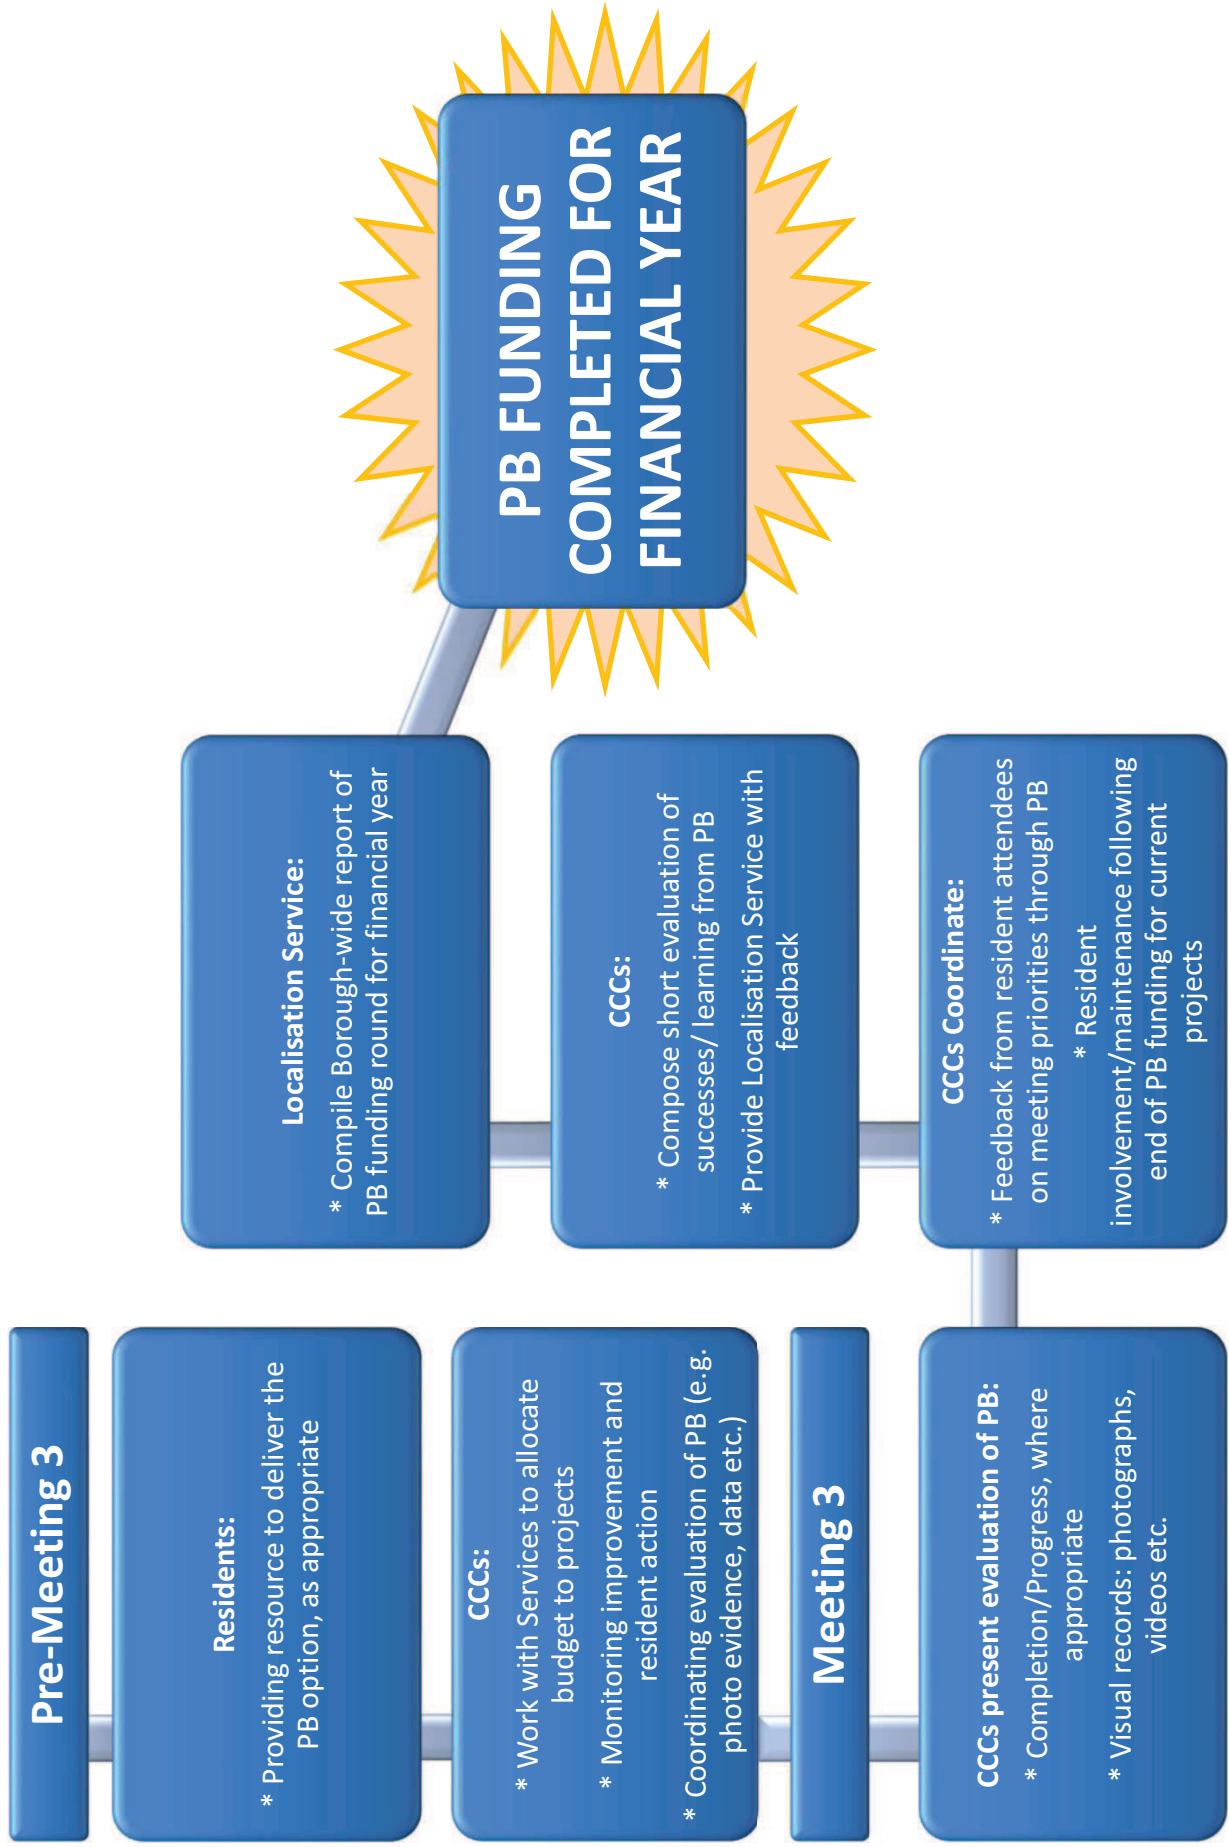 Pre-Meeting 3
Residents:
* Providing resource to deliver the
PB option, as appropriate
CCCs:
* Work with Services to allocate
budget to projects
* Monitoring improvement and
resident action
* Coordinating evaluation of PB (e.g.
photo evidence, data etc.)
Meeting 3
CCCs present evaluation of PB:
* Completion/Progress, where
appropriate
* Visual records: photographs,
videos etc.
CCCs Coordinate:
* Feedback from resident attendees
on meeting priorities through PB
* Resident
involvement/maintenance following
end of PB funding for current
projects
CCCs:
* Compose short evaluation of
successes/ learning from PB
* Provide Localisation Service with
feedback
Localisation Service:
* Compile Borough-wide report of
PB funding round for financial year
PB FUNDING
COMPLETED FOR
FINANCIAL YEAR